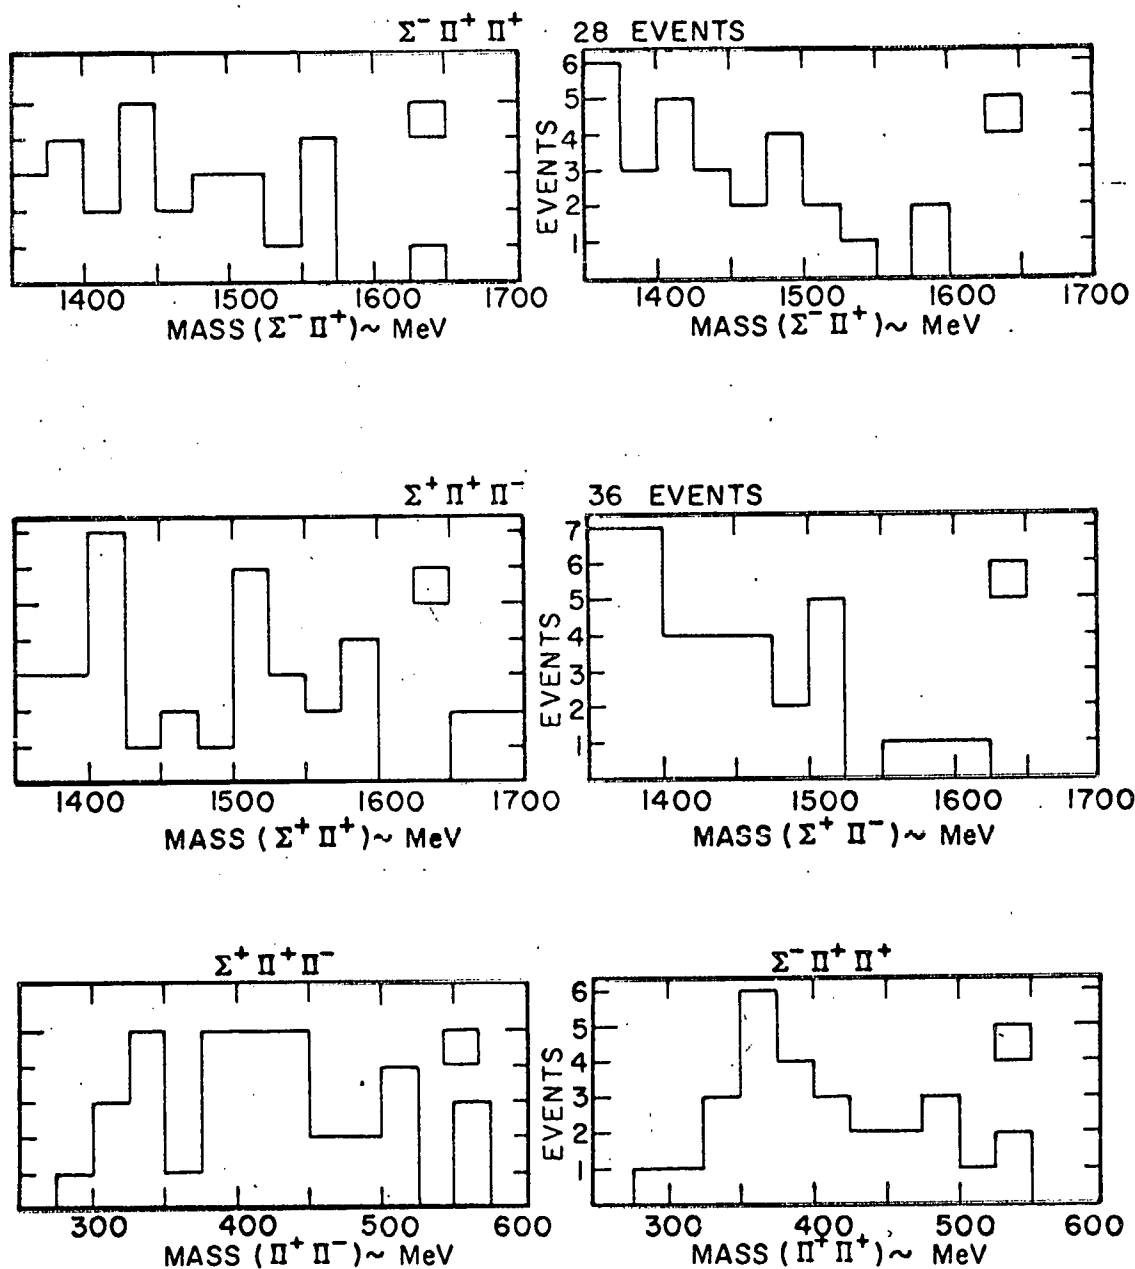 Σ⁻ Π⁺ Π⁺ 28 EVENTS
6
5
4
3
2
1
EVENTS
1400 1500 1600 1700 1400 1500 1600 1700
MASS (Σ⁻ Π⁺)~ MeV MASS (Σ⁻ Π⁺)~ MeV
Σ⁺ Π⁺ Π⁻ 36 EVENTS
7
6
5
4
3
2
1
EVENTS
1400 1500 1600 1700 1400 1500 1600 1700
MASS (Σ⁺ Π⁺)~ MeV MASS (Σ⁺ Π⁻)~ MeV
Σ⁺ Π⁺ Π⁻ Σ⁻ Π⁺ Π⁺
6
5
4
3
2
1
EVENTS
300 400 500 600 300 400 500 600
MASS (Π⁺ Π⁻)~ MeV MASS (Π⁺ Π⁺)~ MeV